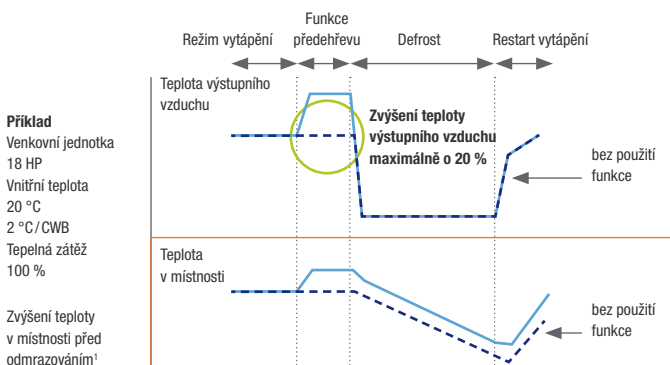 Funkce
Režim vytápění předehřevu Defrost Restart vytápění
Teplota výstupního
vzduchu
Příklad
Venkovní jednotka
18 HP
Vnitřní teplota
20 °C
2 °C/CWB
Tepelná zátěž
100 %
Zvýšení teploty
v místnosti před
odmrazováním¹
Zvýšení teploty
výstupního vzduchu
maximálně o 20 %
bez použití
funkce
Teplota
v místnosti
bez použití
funkce